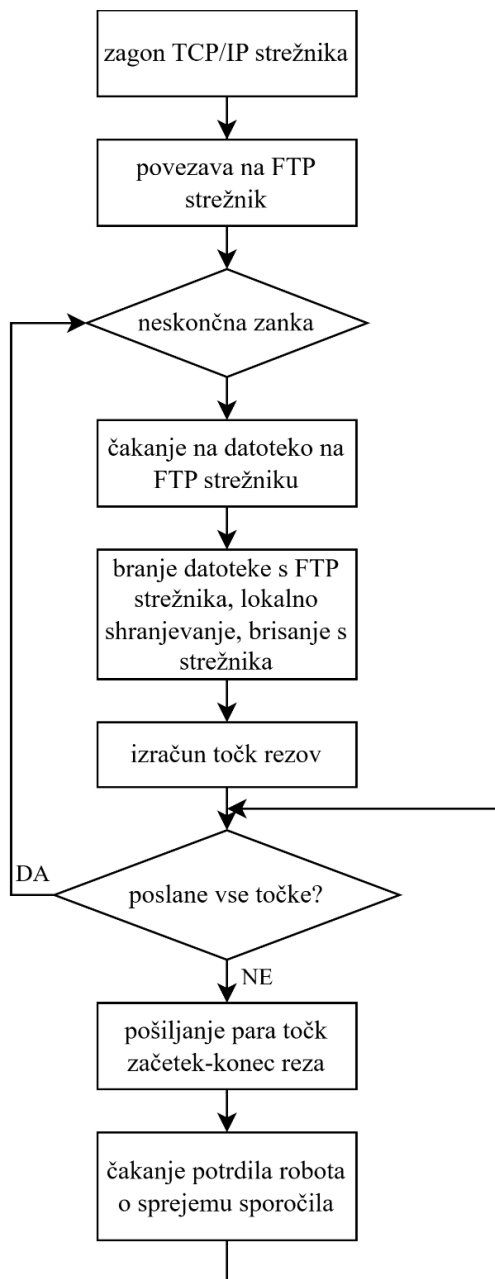 zagon TCP/IP strežnika
povezava na FTP
strežnik
neskončna zanka
čakanje na datoteko na
FTP strežniku
branje datoteke s FTP
strežnika, lokalno
shranjevanje, brisanje s
strežnika
izračun točk rezov
DA
poslane vse točke?
NE
pošiljanje para točk
začetek-konec reza
čakanje potrdila robota
o sprejemu sporočila